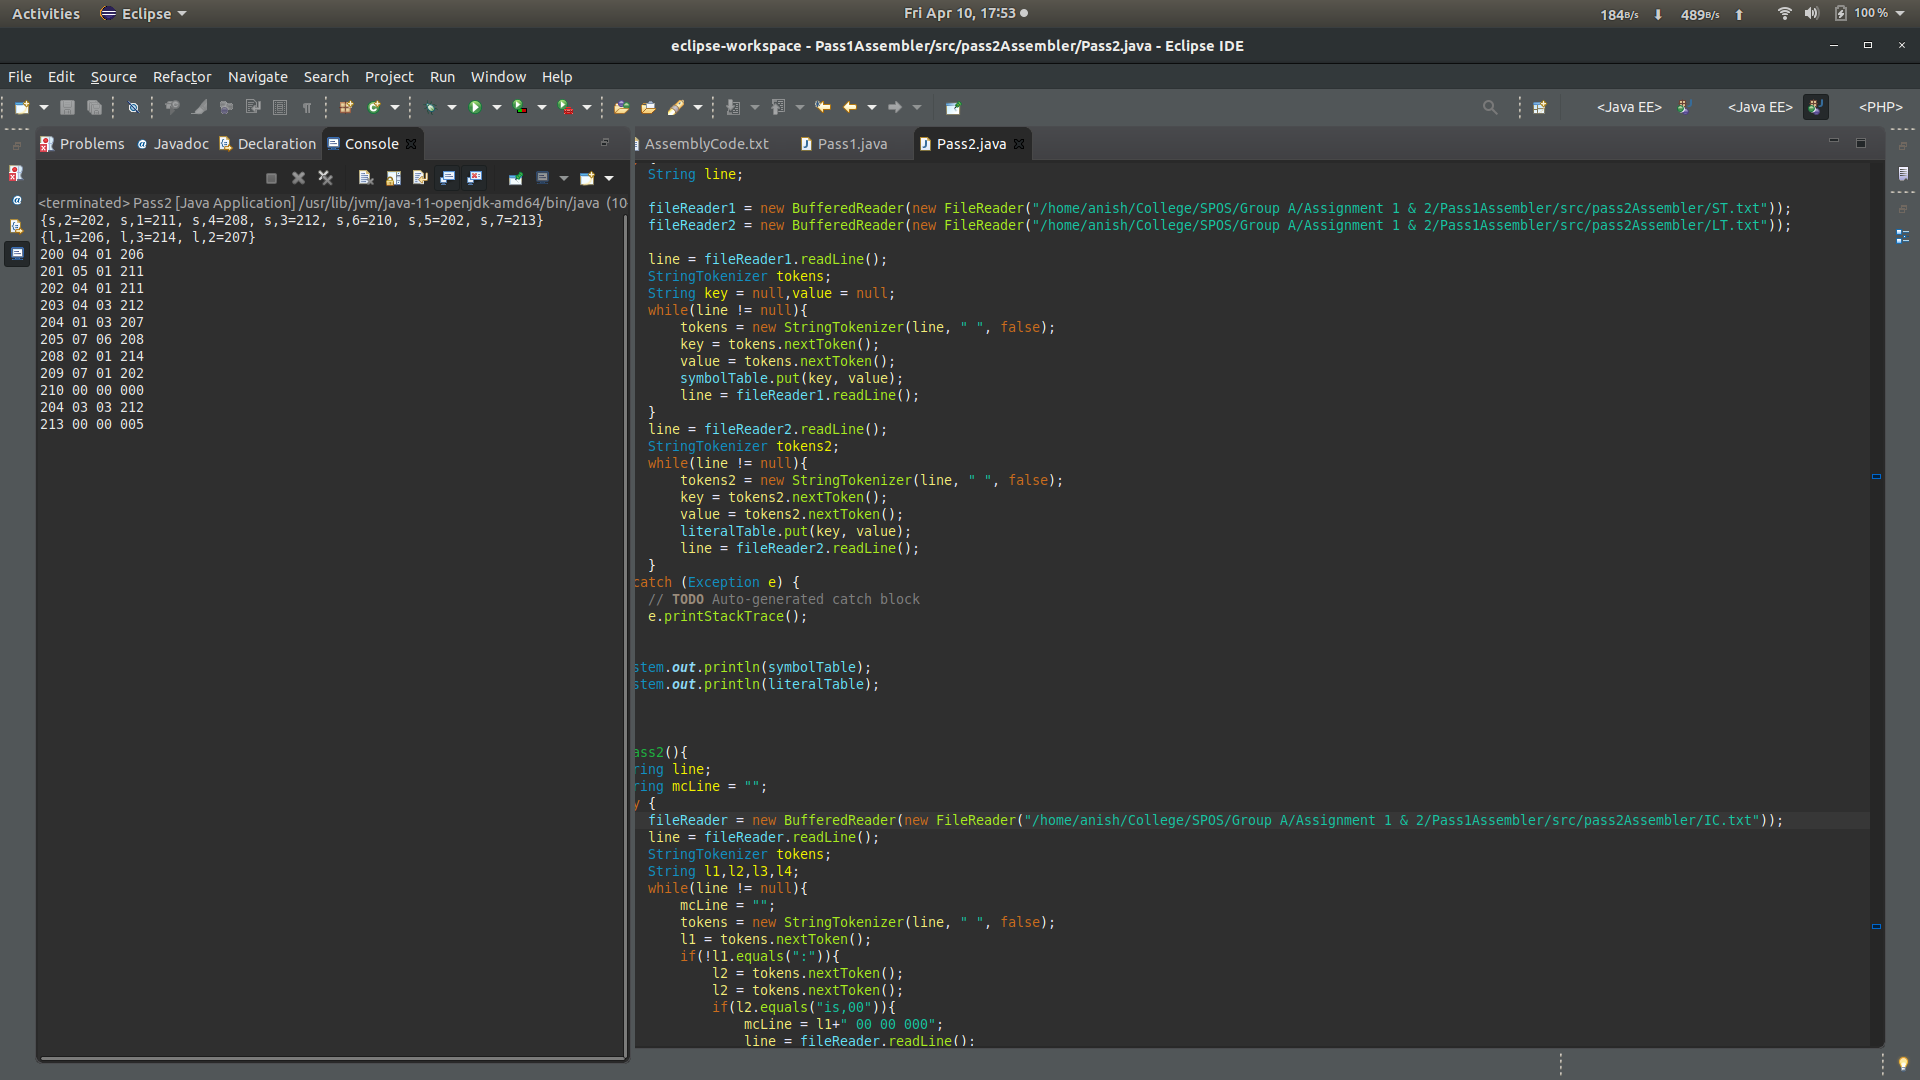 Activities Eclipse Fri Apr 10, 17:53 184B/s 489B/s 100%
eclipse-workspace - Pass1Assembler/src/pass2Assembler/Pass2.java - Eclipse IDE
File Edit Source Refactor Navigate Search Project Run Window Help
<Java EE> <Java EE> <PHP>
Problems Javadoc Declaration Console
<terminated> Pass2 [Java Application] /usr/lib/jvm/java-11-openjdk-amd64/bin/java (10
{s,2=202, s,1=211, s,4=208, s,3=212, s,6=210, s,5=202, s,7=213}
{l,1=206, l,3=214, l,2=207}
200 04 01 206
201 05 01 211
202 04 01 211
203 04 03 212
204 01 03 207
205 07 06 208
208 02 01 214
209 07 01 202
210 00 00 000
204 03 03 212
213 00 00 005
AssemblyCode.txt Pass1.java Pass2.java
String line;
fileReader1 = new BufferedReader(new FileReader("/home/anish/College/SPOS/Group A/Assignment 1 & 2/Pass1Assembler/src/pass2Assembler/ST.txt"));
fileReader2 = new BufferedReader(new FileReader("/home/anish/College/SPOS/Group A/Assignment 1 & 2/Pass1Assembler/src/pass2Assembler/LT.txt"));
line = fileReader1.readLine();
StringTokenizer tokens;
String key = null,value = null;
while(line != null){
tokens = new StringTokenizer(line, " ", false);
key = tokens.nextToken();
value = tokens.nextToken();
symbolTable.put(key, value);
line = fileReader1.readLine();
}
line = fileReader2.readLine();
StringTokenizer tokens2;
while(line != null){
tokens2 = new StringTokenizer(line, " ", false);
key = tokens2.nextToken();
value = tokens2.nextToken();
literalTable.put(key, value);
line = fileReader2.readLine();
}
catch (Exception e) {
// TODO Auto-generated catch block
e.printStackTrace();
stem.out.println(symbolTable);
stem.out.println(literalTable);
ass2(){
ring line;
ring mcLine = "";
y {
fileReader = new BufferedReader(new FileReader("/home/anish/College/SPOS/Group A/Assignment 1 & 2/Pass1Assembler/src/pass2Assembler/IC.txt"));
line = fileReader.readLine();
StringTokenizer tokens;
String l1,l2,l3,l4;
while(line != null){
mcLine = "";
tokens = new StringTokenizer(line, " ", false);
l1 = tokens.nextToken();
if(!l1.equals(":")){
l2 = tokens.nextToken();
l2 = tokens.nextToken();
if(l2.equals("is,00")){
mcLine = l1+" 00 00 000";
line = fileReader.readLine();